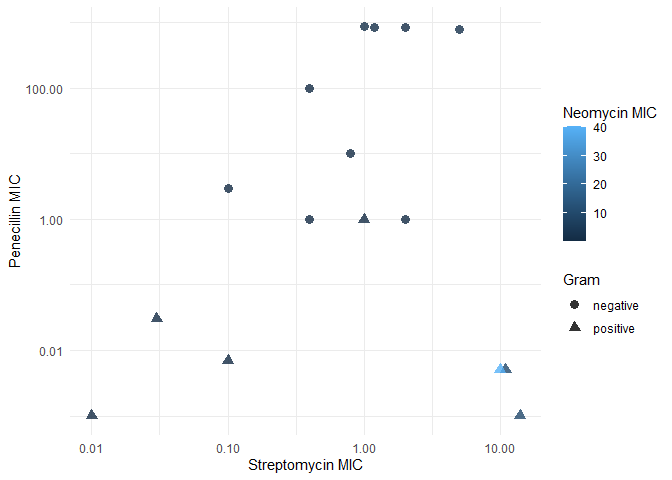 Penecillin MIC
100.00
1.00
0.01
0.01 0.10 1.00 10.00
Streptomycin MIC
Neomycin MIC
40
30
20
10
Gram
negative
positive